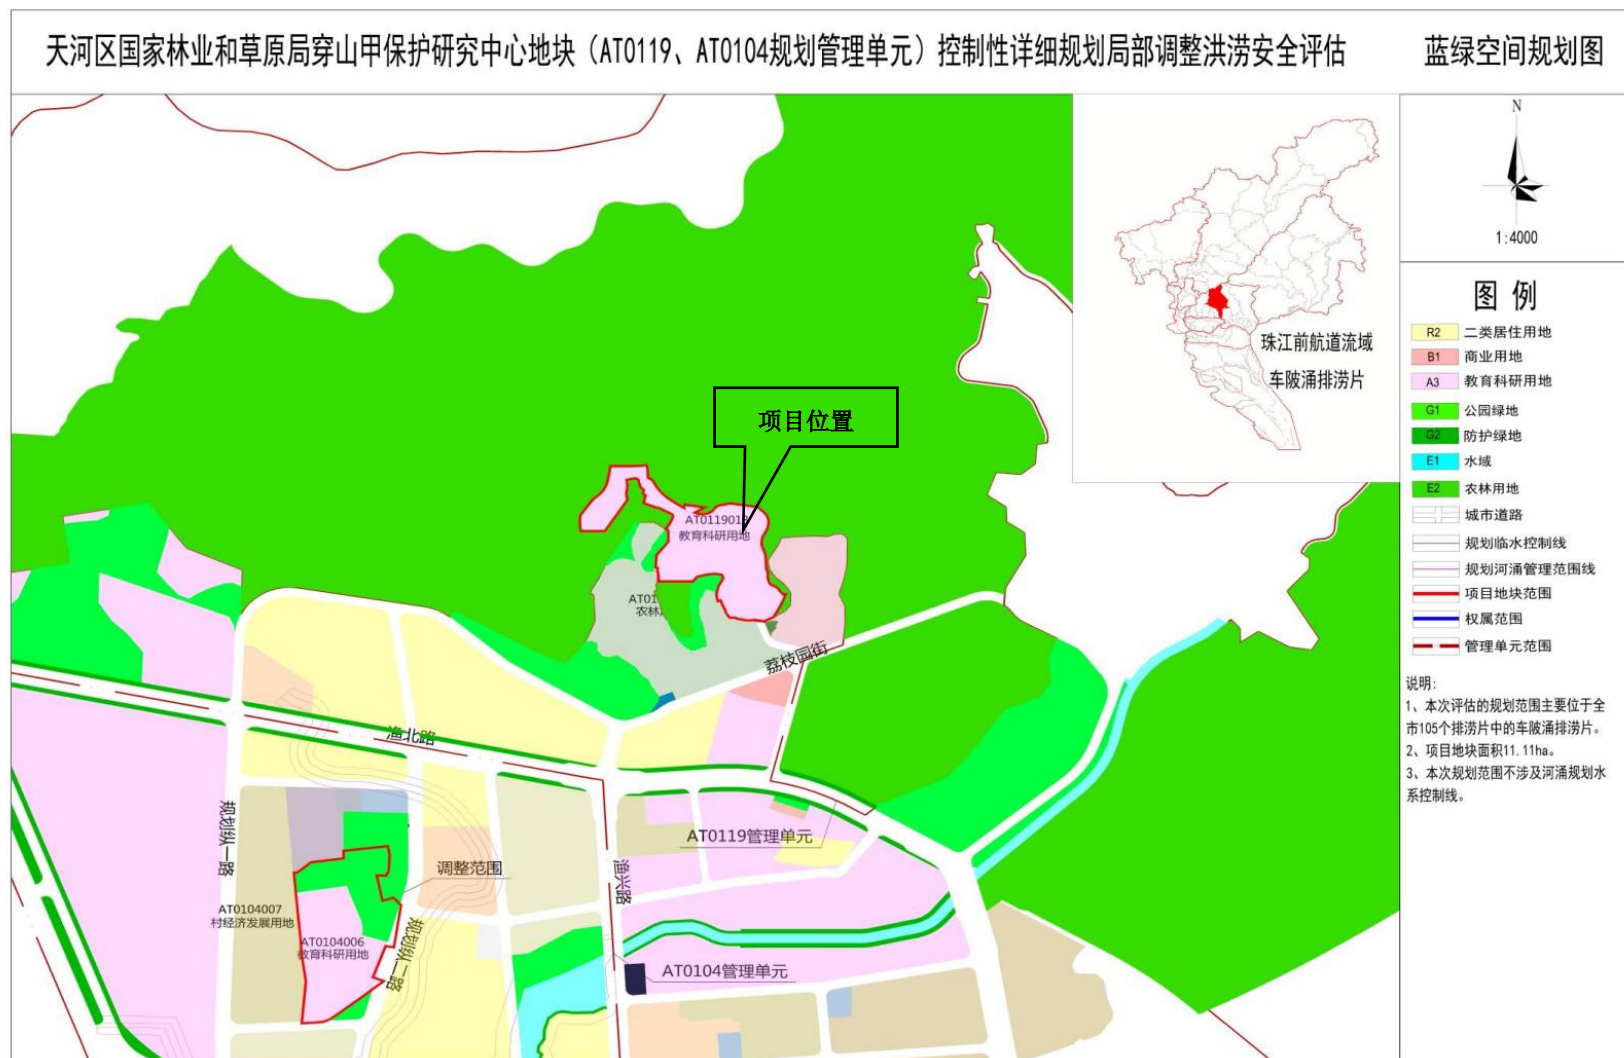 天河区国家林业和草原局穿山甲保护研究中心地块（AT0119、AT0104规划管理单元）控制性详细规划局部调整洪涝安全评估
蓝绿空间规划图
N
1:4000
珠江前航道流域
车陂涌排涝片
项目位置
AT0119018
教育科研用地
AT01
农林
荔枝园街
渔北路
规划纵一路
AT0119管理单元
调整范围
渔兴路
AT0104007
村经济发展用地
规划纵二路
AT0104006
教育科研用地
AT0104管理单元
图 例
R2 二类居住用地
B1 商业用地
A3 教育科研用地
G1 公园绿地
G2 防护绿地
E1 水域
E2 农林用地
城市道路
规划临水控制线
规划河涌管理范围线
项目地块范围
权属范围
管理单元范围
说明：
1、本次评估的规划范围主要位于全
市105个排涝片中的车陂涌排涝片。
2、项目地块面积11.11ha。
3、本次规划范围不涉及河涌规划水
系控制线。